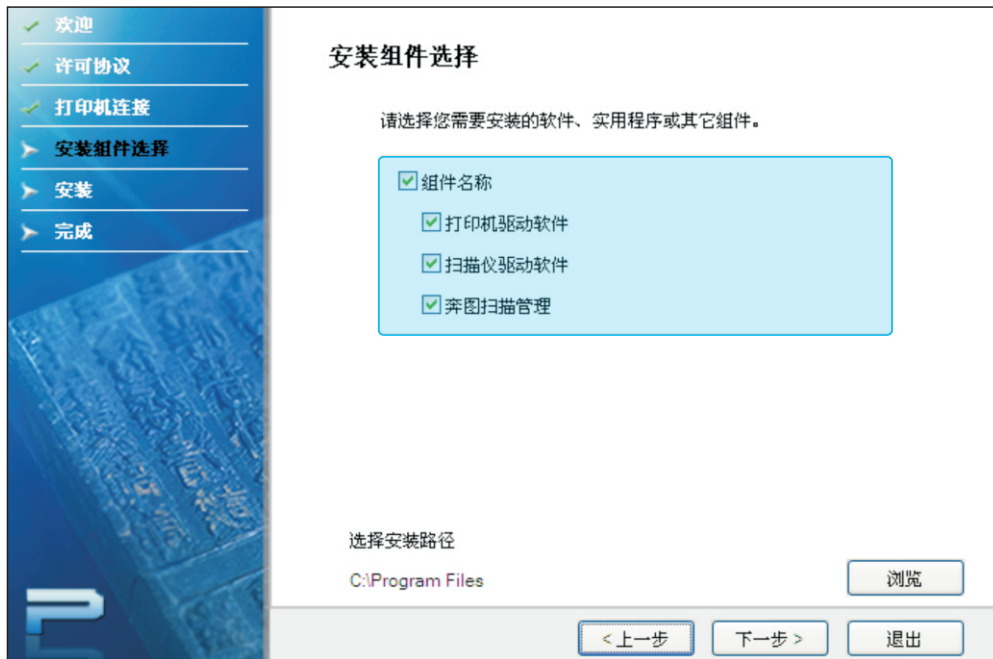 欢迎
许可协议
打印机连接
安装组件选择
安装
完成
安装组件选择
请选择您需要安装的软件、实用程序或其它组件。
组件名称
打印机驱动软件
扫描仪驱动软件
奔图扫描管理
选择安装路径
C:\Program Files
浏览
<上一步
下一步>
退出